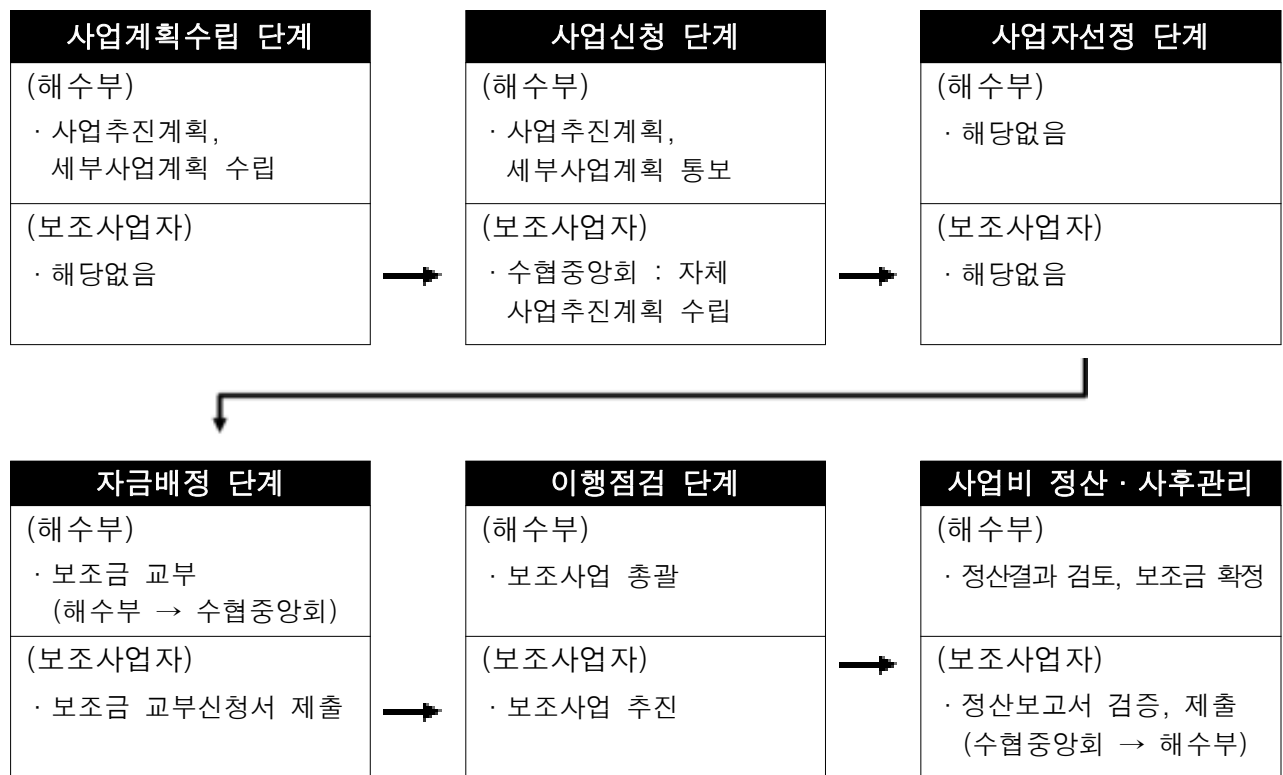 사업계획수립 단계
(해수부)
· 사업추진계획,
세부사업계획 수립
(보조사업자)
· 해당없음
사업신청 단계
(해수부)
· 사업추진계획,
세부사업계획 통보
(보조사업자)
· 수협중앙회 : 자체
사업추진계획 수립
사업자선정 단계
(해수부)
· 해당없음
(보조사업자)
· 해당없음
자금배정 단계
(해수부)
· 보조금 교부
(해수부 → 수협중앙회)
(보조사업자)
· 보조금 교부신청서 제출
이행점검 단계
(해수부)
· 보조사업 총괄
(보조사업자)
· 보조사업 추진
사업비 정산 · 사후관리
(해수부)
· 정산결과 검토, 보조금 확정
(보조사업자)
· 정산보고서 검증, 제출
(수협중앙회 → 해수부)